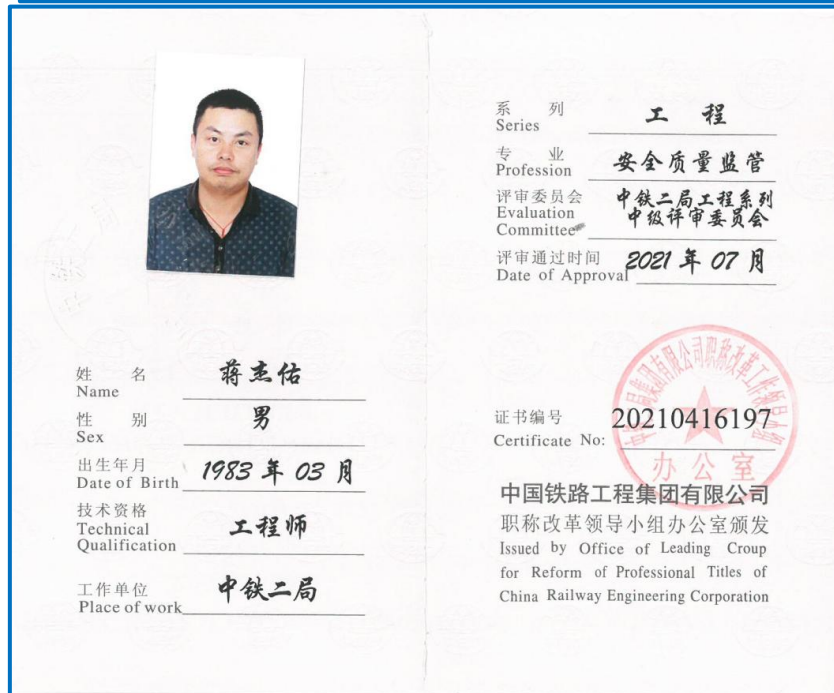 姓 名 蒋杰佑
Name
性 别 男
Sex
出生年月 1983 年 03 月
Date of Birth
技术资格 工程师
Technical
Qualification
工作单位 中铁二局
Place of work
系 列 工 程
Series
专 业 安全质量监管
Profession
评审委员会 中铁二局工程系列
Evaluation 中级评审委员会
Committee
评审通过时间 2021 年 07 月
Date of Approval
证书编号 20210416197
Certificate No:
办公室
中国铁路工程集团有限公司
职称改革领导小组办公室颁发
Issued by Office of Leading Croup
for Reform of Professional Titles of
China Railway Engineering Corporation